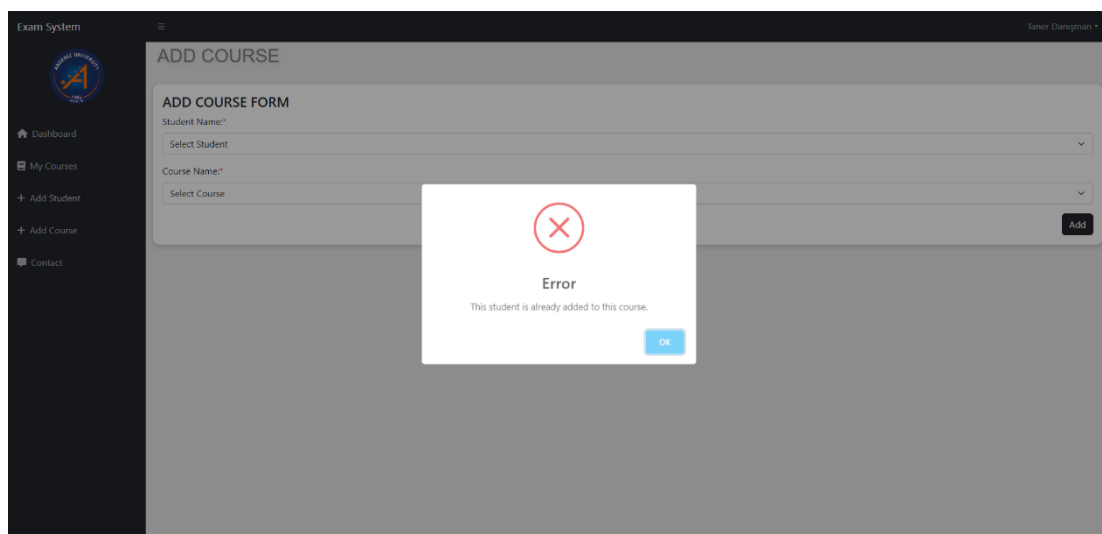 Exam System
Taner Danışman
ADD COURSE
ADD COURSE FORM
Student Name:*
Select Student
Course Name:*
Select Course
Add
Dashboard
My Courses
+ Add Student
+ Add Course
Contact
Error
This student is already added to this course.
OK